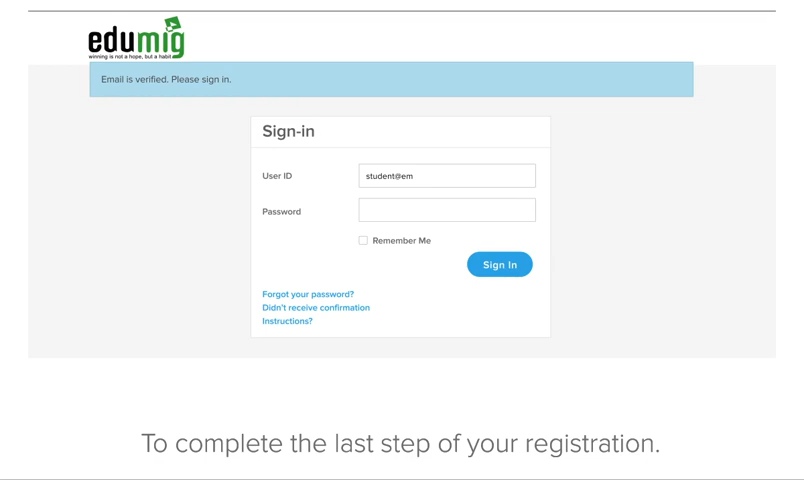 edumig
winning is not a hope, but a habit
Email is verified. Please sign in.
Sign-in
User ID
student@em
Password
Remember Me
Sign In
Forgot your password?
Didn't receive confirmation
Instructions?
To complete the last step of your registration.